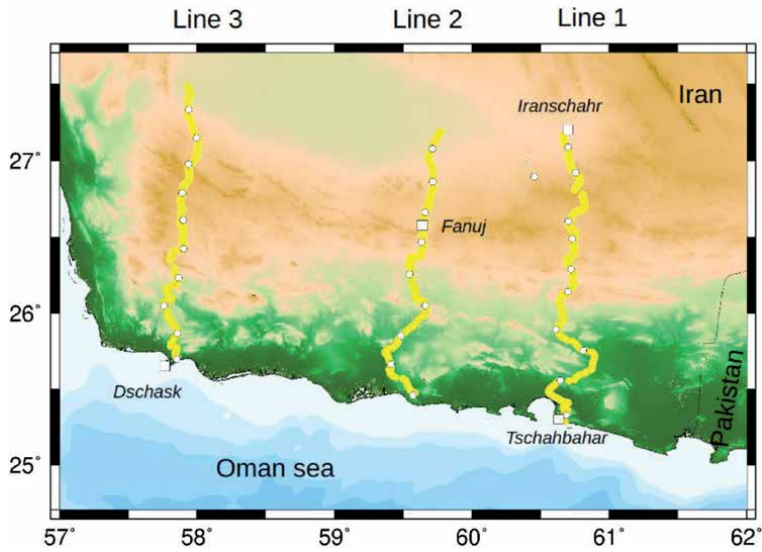 Line 3 Line 2 Line 1
Iranschahr
Iran
27˚
Fanuj
26˚
Dschask
Tschahbahar
Pakistan
25˚
Oman sea
57˚ 58˚ 59˚ 60˚ 61˚ 62˚